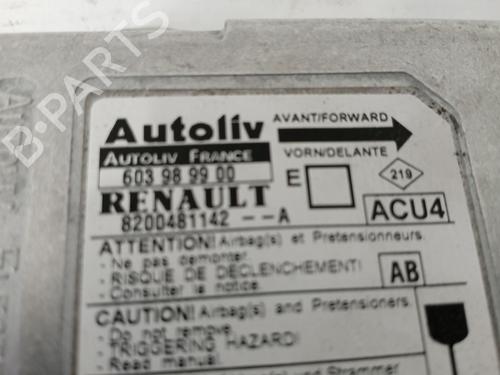 B-PARTS
Autoliv
AVANT/FORWARD
AUTOLIV FRANCE
VORN/DELANTE
603 98 99 00
E
219
RENAULT
8200481142 --A
ACU4
ATTENTION! Airbag(s) et Pretensionneurs.
- Ne pas demonter.
- RISQUE DE DECLENCHEMENT!
- Consulter la notice.
AB
CAUTION! Airbag(s) and Pretensioners.
- Do not remove.
- TRIGGERING HAZARD!
- Read manual.
und Strammer